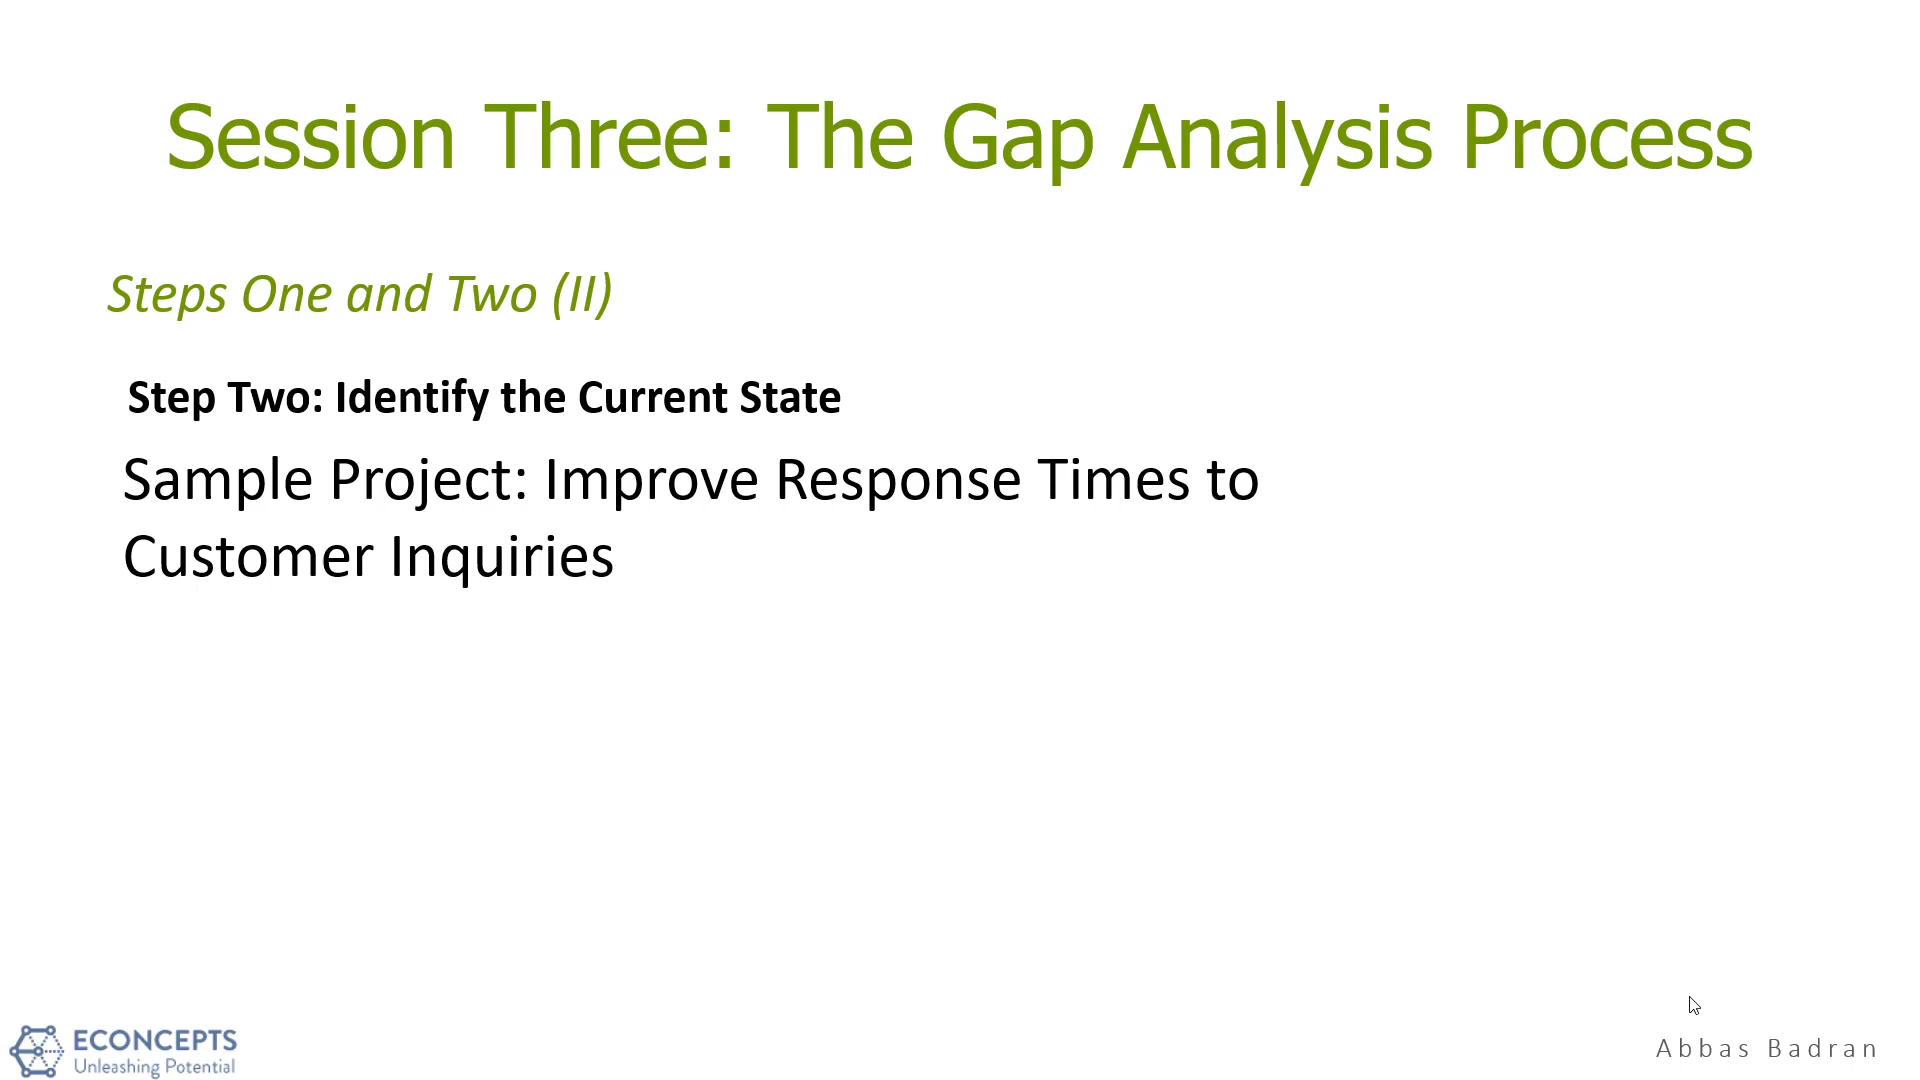 Session Three: The Gap Analysis Process
Steps One and Two (II)
Step Two: Identify the Current State
Sample Project: Improve Response Times to
Customer Inquiries
ECONCEPTS
Unleashing Potential
Abbas Badran